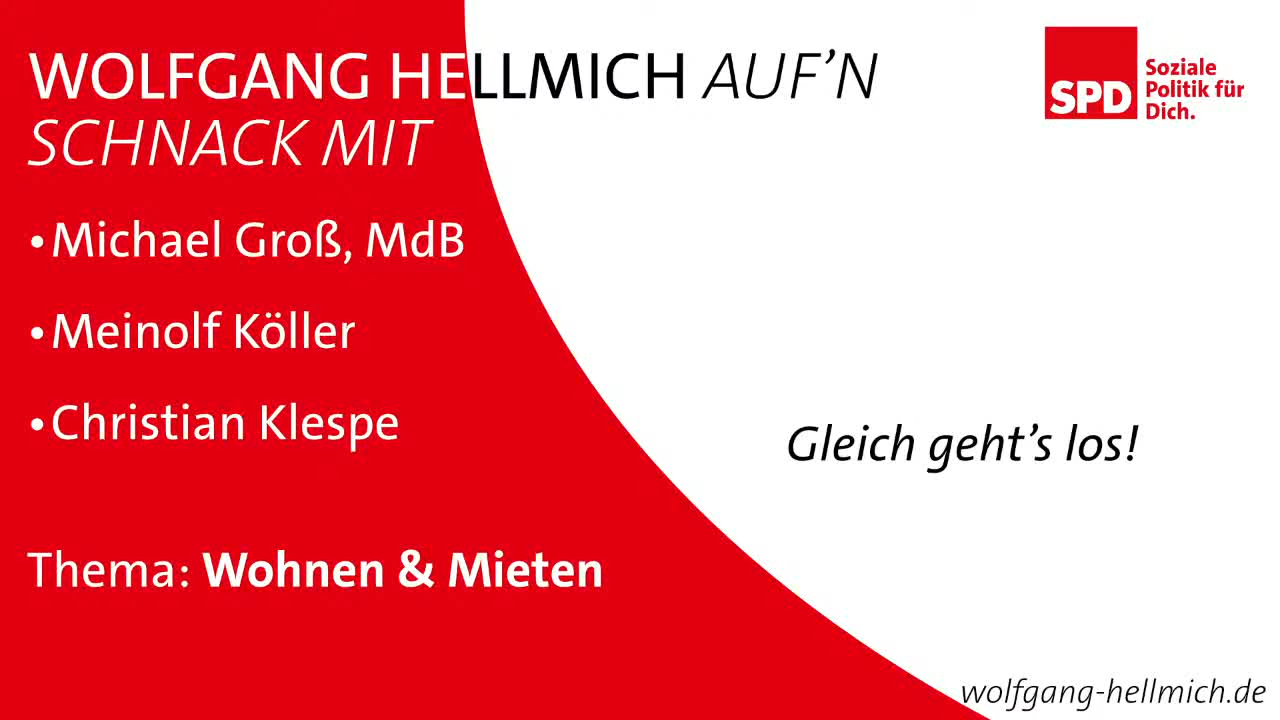 WOLFGANG HELLMICH AUF’N
SCHNACK MIT
•Michael Groß, MdB
•Meinolf Köller
•Christian Klespe
Thema: Wohnen & Mieten
SPD
Soziale
Politik für
Dich.
Gleich geht’s los!
wolfgang-hellmich.de